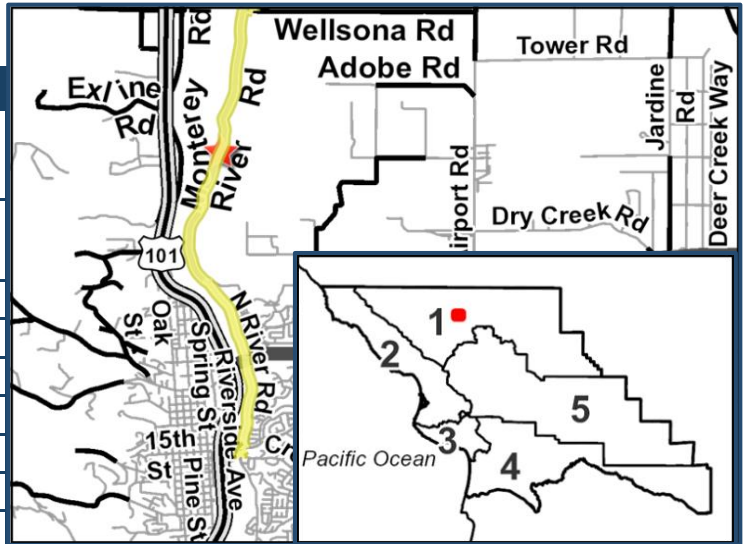 Wellsona Rd
Rd
Tower Rd
Adobe Rd
Exline
Rd
Monterey
River
Rd
Jardine
Rd
Deer Creek Way
irport Rd
Dry Creek Rd
101
Oak
St
Spring St
Riverside Ave
N River Rd
15th
St
Pine St
Cr
1
2
3
4
5
Pacific Ocean